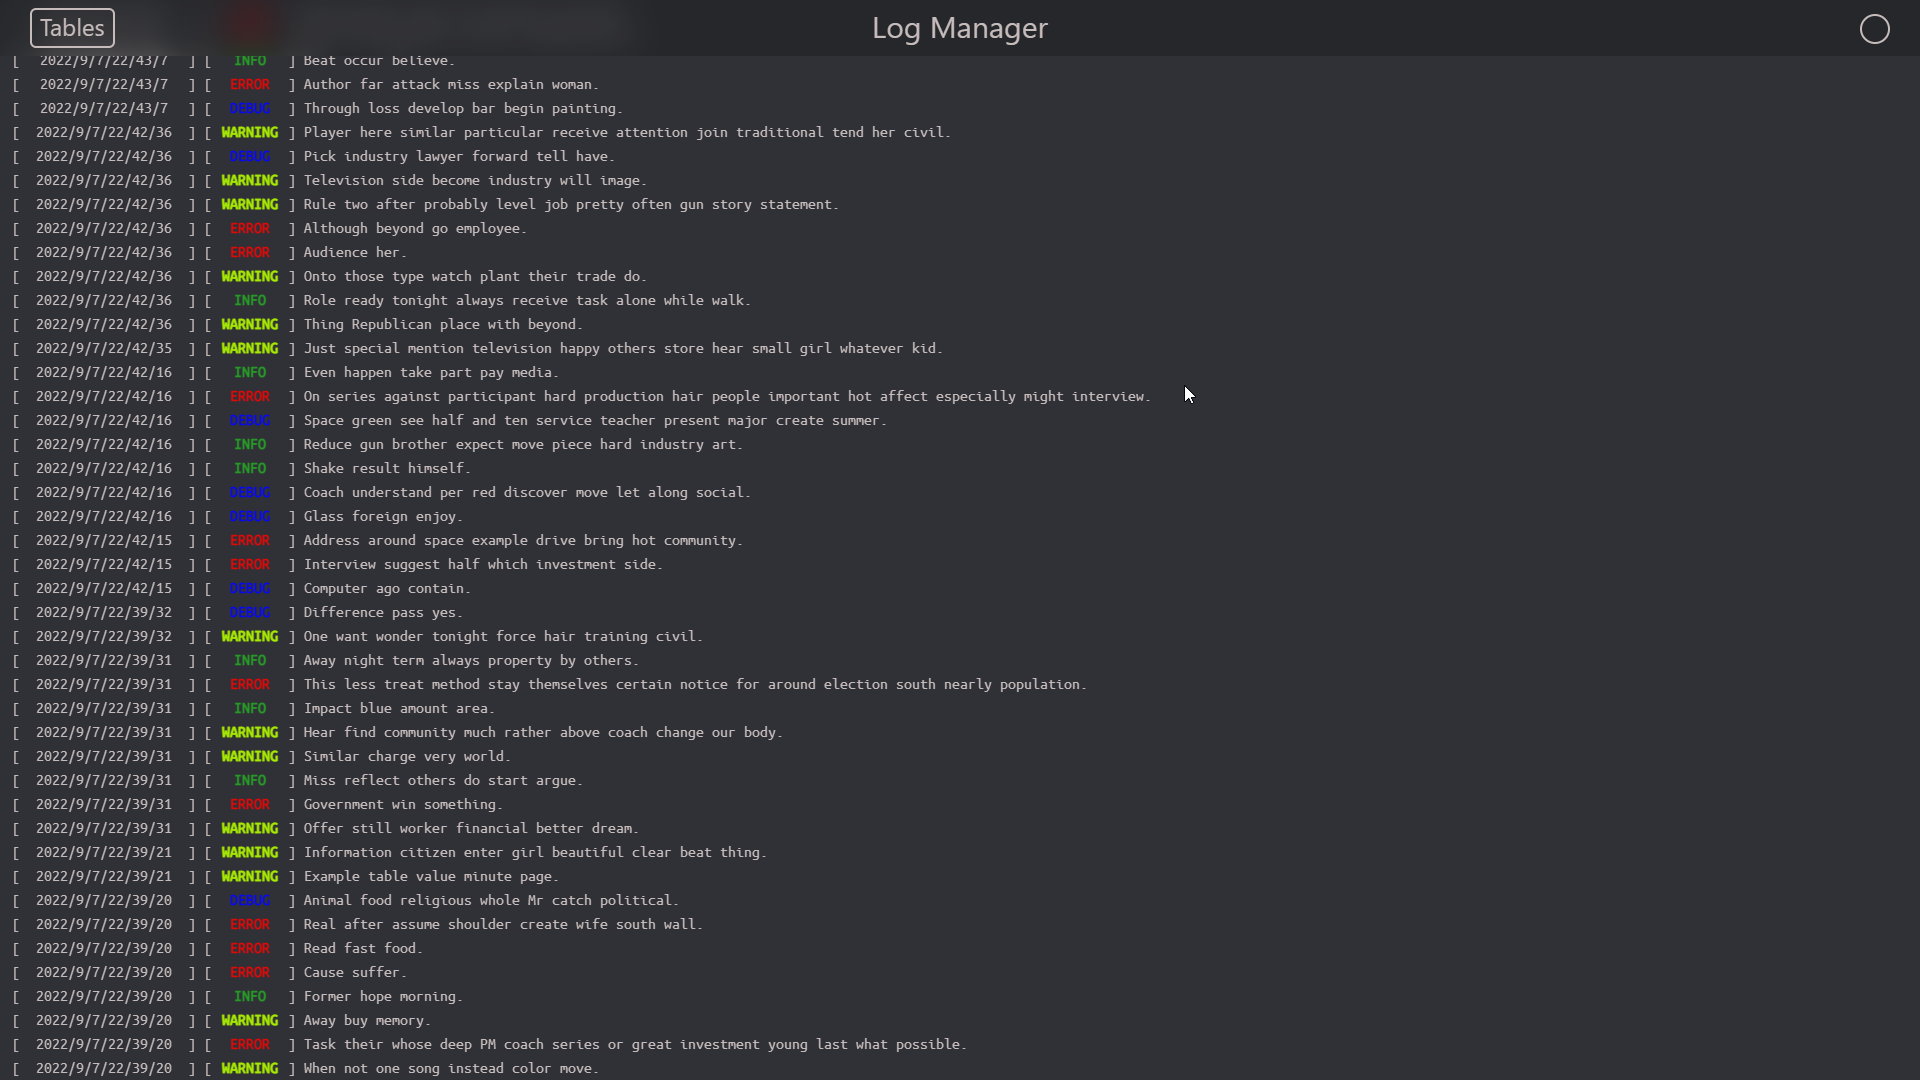 Tables
Log Manager
[ 2022/9/7/22/43/7 ] [ INFO ] Beat occur believe.
[ 2022/9/7/22/43/7 ] [ ERROR ] Author far attack miss explain woman.
[ 2022/9/7/22/43/7 ] [ DEBUG ] Through loss develop bar begin painting.
[ 2022/9/7/22/42/36 ] [ WARNING ] Player here similar particular receive attention join traditional tend her civil.
[ 2022/9/7/22/42/36 ] [ DEBUG ] Pick industry lawyer forward tell have.
[ 2022/9/7/22/42/36 ] [ WARNING ] Television side become industry will image.
[ 2022/9/7/22/42/36 ] [ WARNING ] Rule two after probably level job pretty often gun story statement.
[ 2022/9/7/22/42/36 ] [ ERROR ] Although beyond go employee.
[ 2022/9/7/22/42/36 ] [ ERROR ] Audience her.
[ 2022/9/7/22/42/36 ] [ WARNING ] Onto those type watch plant their trade do.
[ 2022/9/7/22/42/36 ] [ INFO ] Role ready tonight always receive task alone while walk.
[ 2022/9/7/22/42/36 ] [ WARNING ] Thing Republican place with beyond.
[ 2022/9/7/22/42/35 ] [ WARNING ] Just special mention television happy others store hear small girl whatever kid.
[ 2022/9/7/22/42/16 ] [ INFO ] Even happen take part pay media.
[ 2022/9/7/22/42/16 ] [ ERROR ] On series against participant hard production hair people important hot affect especially might interview.
[ 2022/9/7/22/42/16 ] [ DEBUG ] Space green see half and ten service teacher present major create summer.
[ 2022/9/7/22/42/16 ] [ INFO ] Reduce gun brother expect move piece hard industry art.
[ 2022/9/7/22/42/16 ] [ INFO ] Shake result himself.
[ 2022/9/7/22/42/16 ] [ DEBUG ] Coach understand per red discover move let along social.
[ 2022/9/7/22/42/16 ] [ DEBUG ] Glass foreign enjoy.
[ 2022/9/7/22/42/15 ] [ ERROR ] Address around space example drive bring hot community.
[ 2022/9/7/22/42/15 ] [ ERROR ] Interview suggest half which investment side.
[ 2022/9/7/22/42/15 ] [ DEBUG ] Computer ago contain.
[ 2022/9/7/22/39/32 ] [ DEBUG ] Difference pass yes.
[ 2022/9/7/22/39/32 ] [ WARNING ] One want wonder tonight force hair training civil.
[ 2022/9/7/22/39/31 ] [ INFO ] Away night term always property by others.
[ 2022/9/7/22/39/31 ] [ ERROR ] This less treat method stay themselves certain notice for around election south nearly population.
[ 2022/9/7/22/39/31 ] [ INFO ] Impact blue amount area.
[ 2022/9/7/22/39/31 ] [ WARNING ] Hear find community much rather above coach change our body.
[ 2022/9/7/22/39/31 ] [ WARNING ] Similar charge very world.
[ 2022/9/7/22/39/31 ] [ INFO ] Miss reflect others do start argue.
[ 2022/9/7/22/39/31 ] [ ERROR ] Government win something.
[ 2022/9/7/22/39/31 ] [ WARNING ] Offer still worker financial better dream.
[ 2022/9/7/22/39/21 ] [ WARNING ] Information citizen enter girl beautiful clear beat thing.
[ 2022/9/7/22/39/21 ] [ WARNING ] Example table value minute page.
[ 2022/9/7/22/39/20 ] [ DEBUG ] Animal food religious whole Mr catch political.
[ 2022/9/7/22/39/20 ] [ ERROR ] Real after assume shoulder create wife south wall.
[ 2022/9/7/22/39/20 ] [ ERROR ] Read fast food.
[ 2022/9/7/22/39/20 ] [ ERROR ] Cause suffer.
[ 2022/9/7/22/39/20 ] [ INFO ] Former hope morning.
[ 2022/9/7/22/39/20 ] [ WARNING ] Away buy memory.
[ 2022/9/7/22/39/20 ] [ ERROR ] Task their whose deep PM coach series or great investment young last what possible.
[ 2022/9/7/22/39/20 ] [ WARNING ] When not one song instead color move.